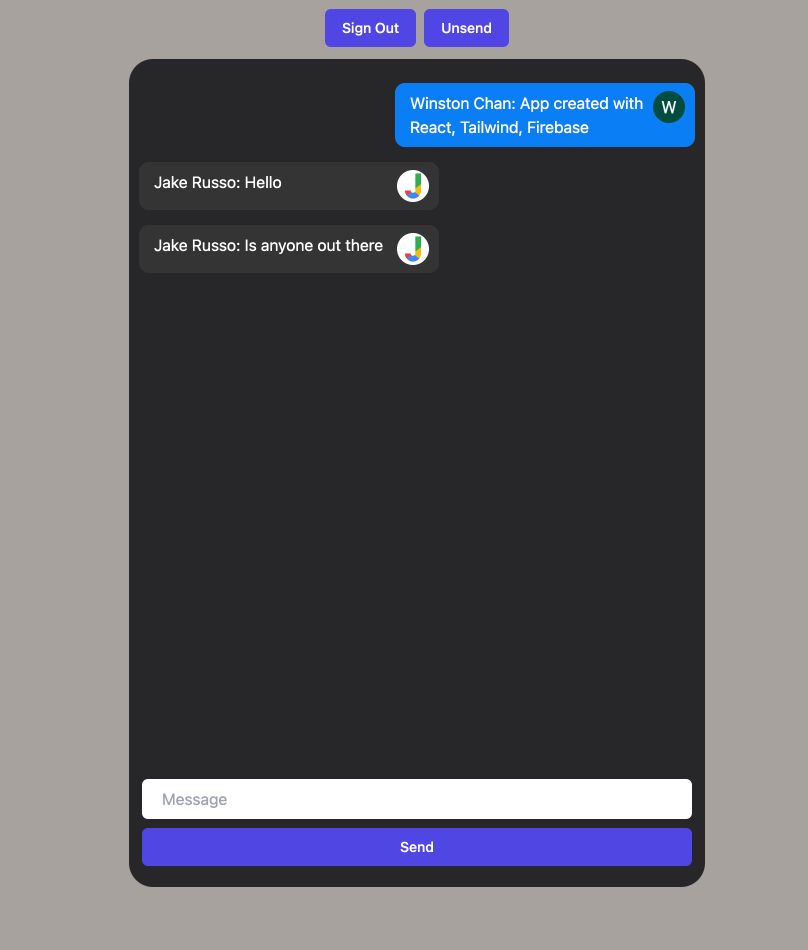 Sign Out
Unsend
Winston Chan: App created with
React, Tailwind, Firebase
W
Jake Russo: Hello
J
Jake Russo: Is anyone out there
J
Message
Send